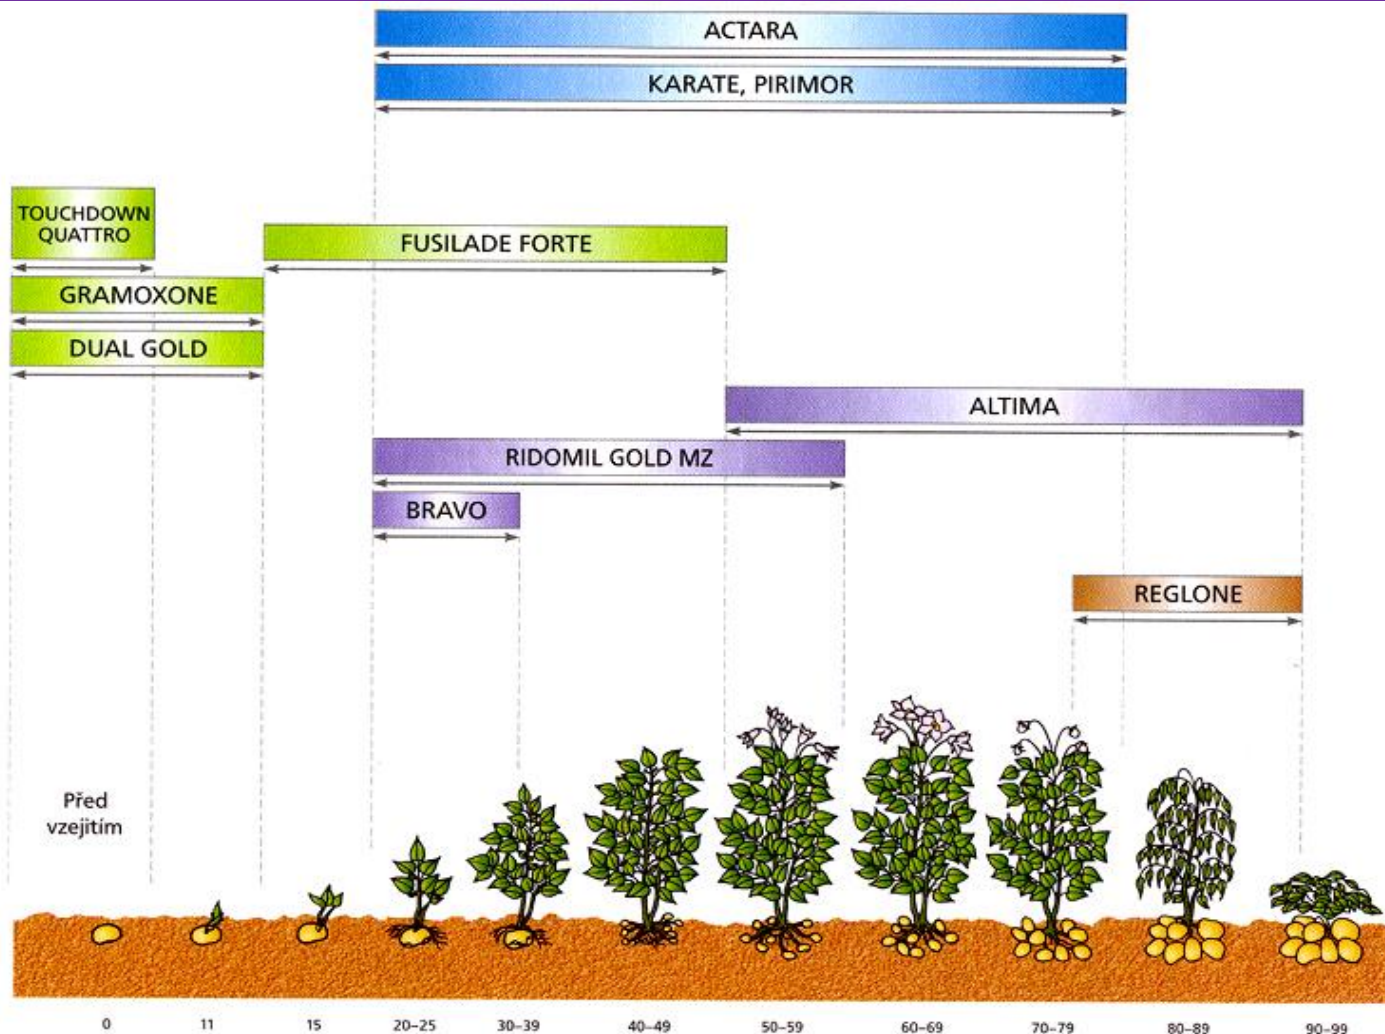 ACTARA
KARATE, PIRIMOR
TOUCHDOWN
QUATTRO
FUSILADE FORTE
GRAMOXONE
DUAL GOLD
ALTIMA
RIDOMIL GOLD MZ
BRAVO
REGLONE
Před
vzejitím
0 11 15 20–25 30–39 40–49 50–59 60–69 70–79 80–89 90–99